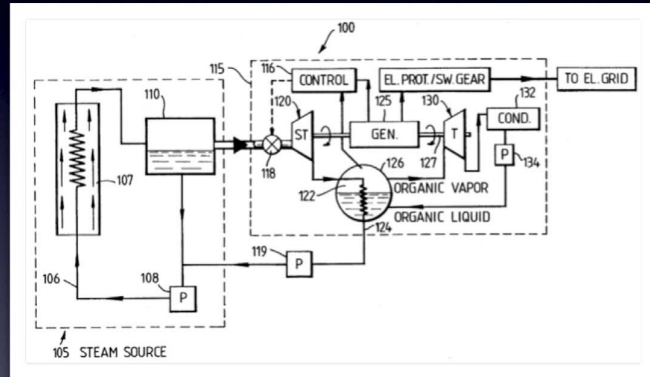 100
115
116
CONTROL
EL.PROT./SW.GEAR
TO EL.GRID
110
120
125
130
132
ST
GEN.
T
COND.
107
118
126
127
P
134
122
ORGANIC VAPOR
ORGANIC LIQUID
124
119
P
106
108
P
105 STEAM SOURCE